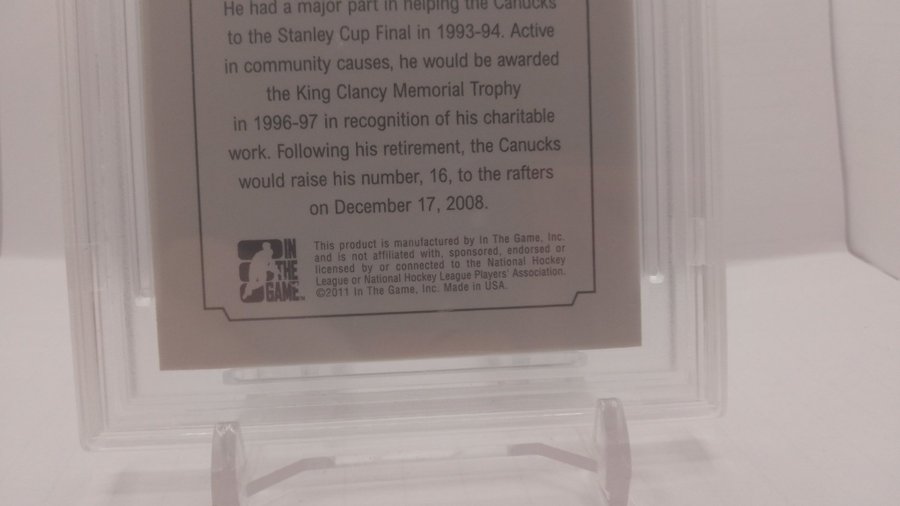 He had a major part in helping the Canucks
to the Stanley Cup Final in 1993-94. Active
in community causes, he would be awarded
the King Clancy Memorial Trophy
in 1996-97 in recognition of his charitable
work. Following his retirement, the Canucks
would raise his number, 16, to the rafters
on December 17, 2008.
IN
THE
GAME
This product is manufactured by In The Game, Inc.
and is not affiliated with, sponsored, endorsed or
licensed by or connected to the National Hockey
League or National Hockey League Players' Association.
©2011 In The Game, Inc. Made in USA.